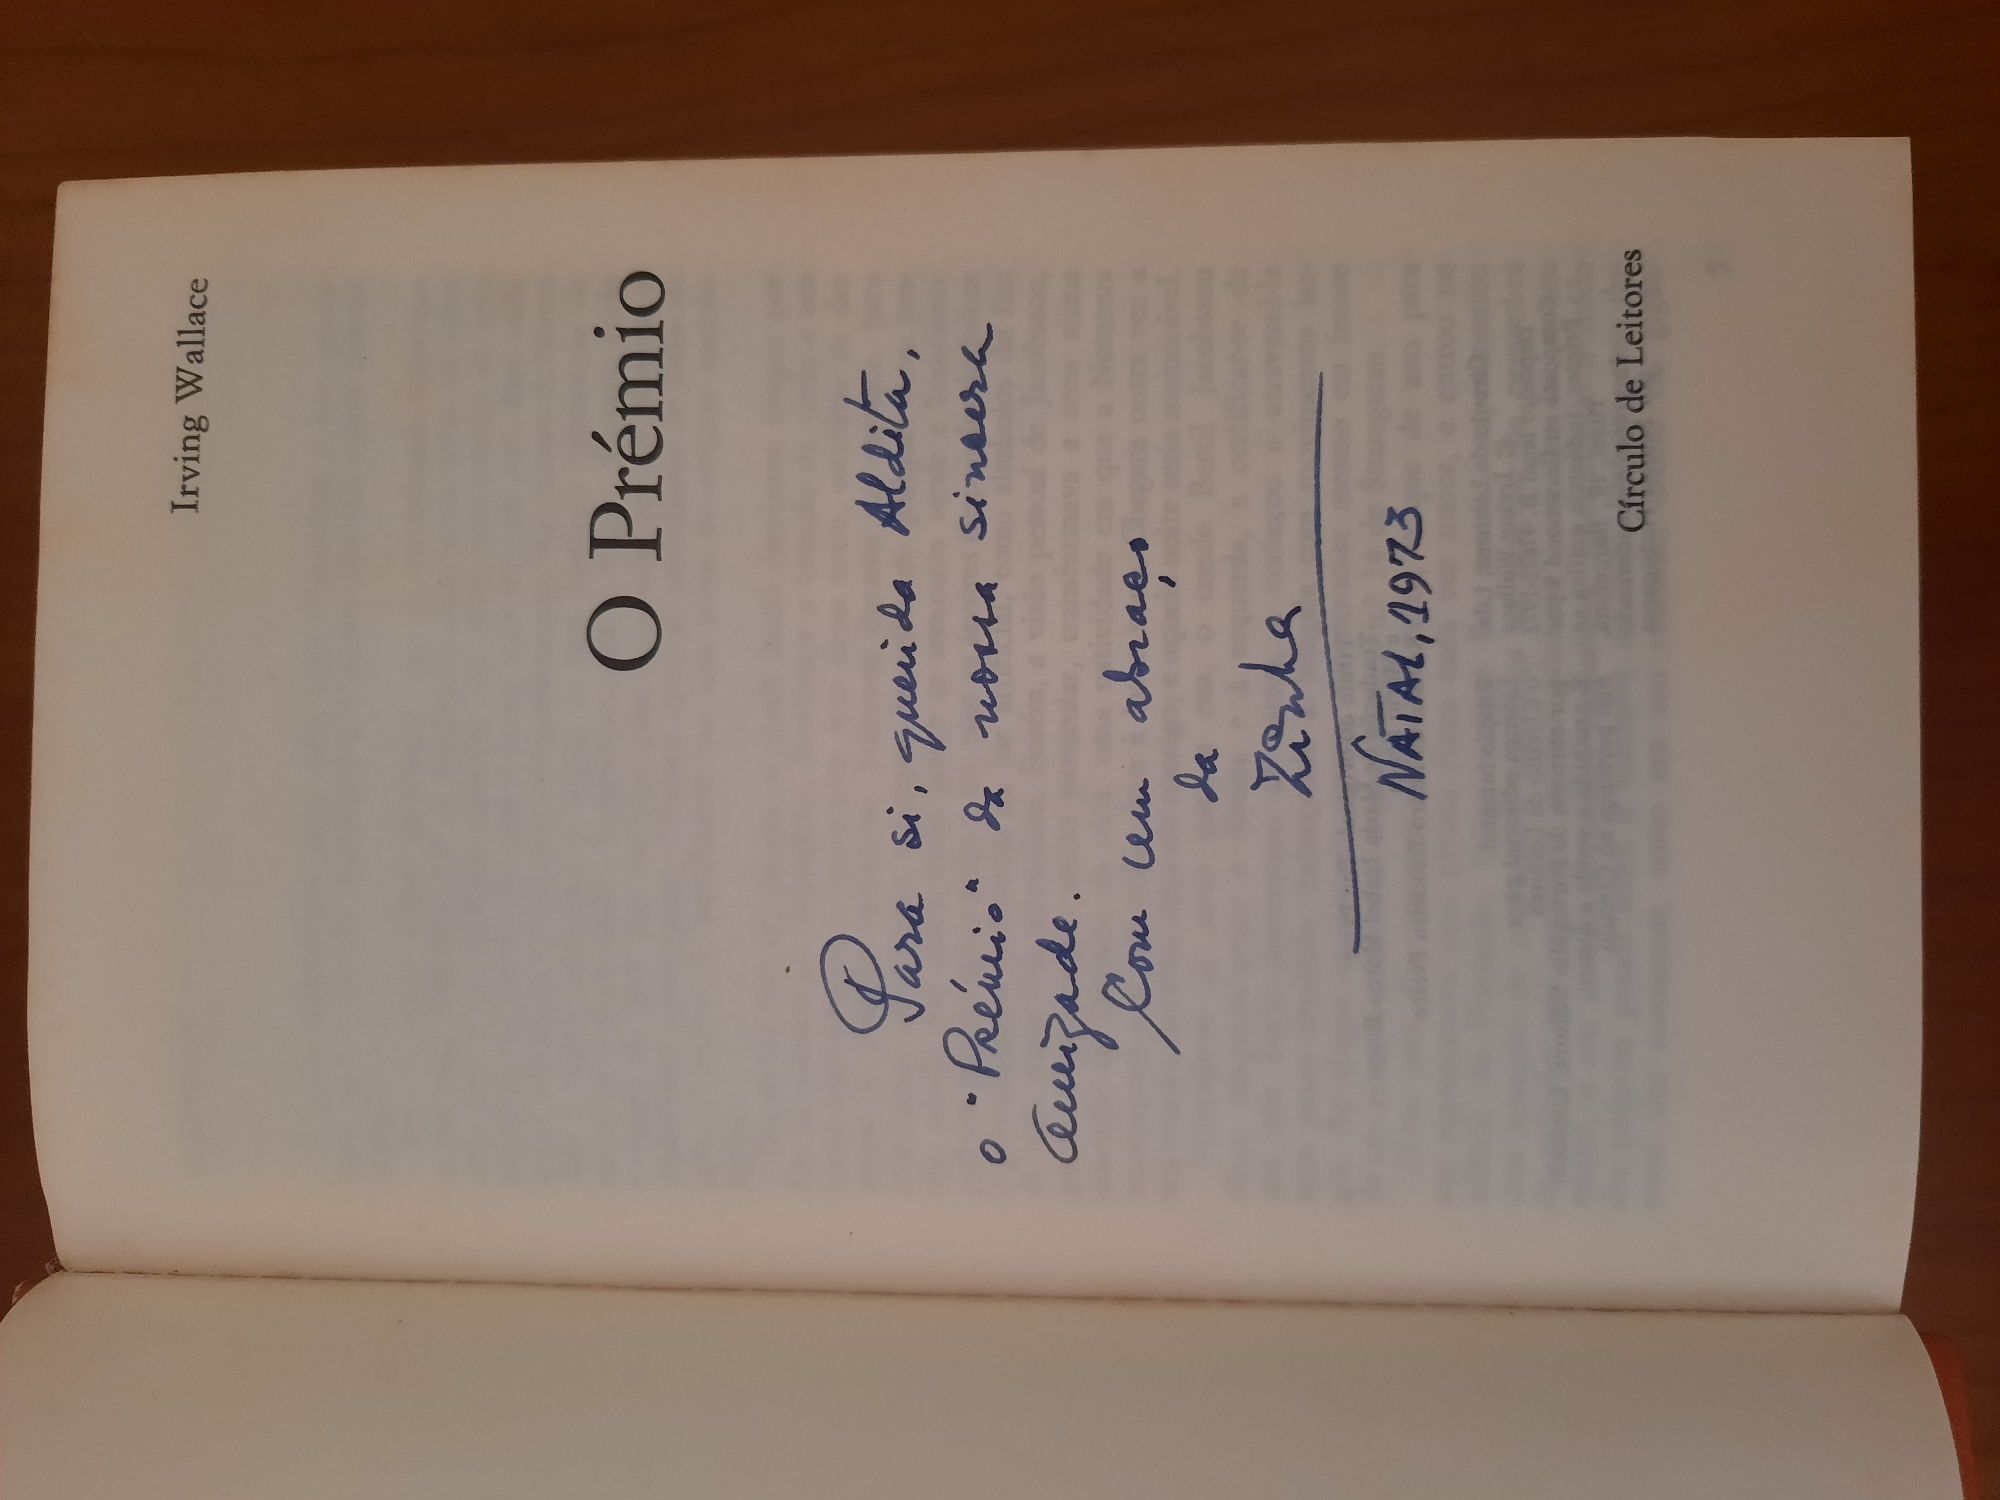 Irving Wallace
O Prémio
Para si, querida Aldita,
o "Prémio" da nossa sincera
amizade.
Com um abraço,
da
Zinha
NATAL, 1973
Círculo de Leitores